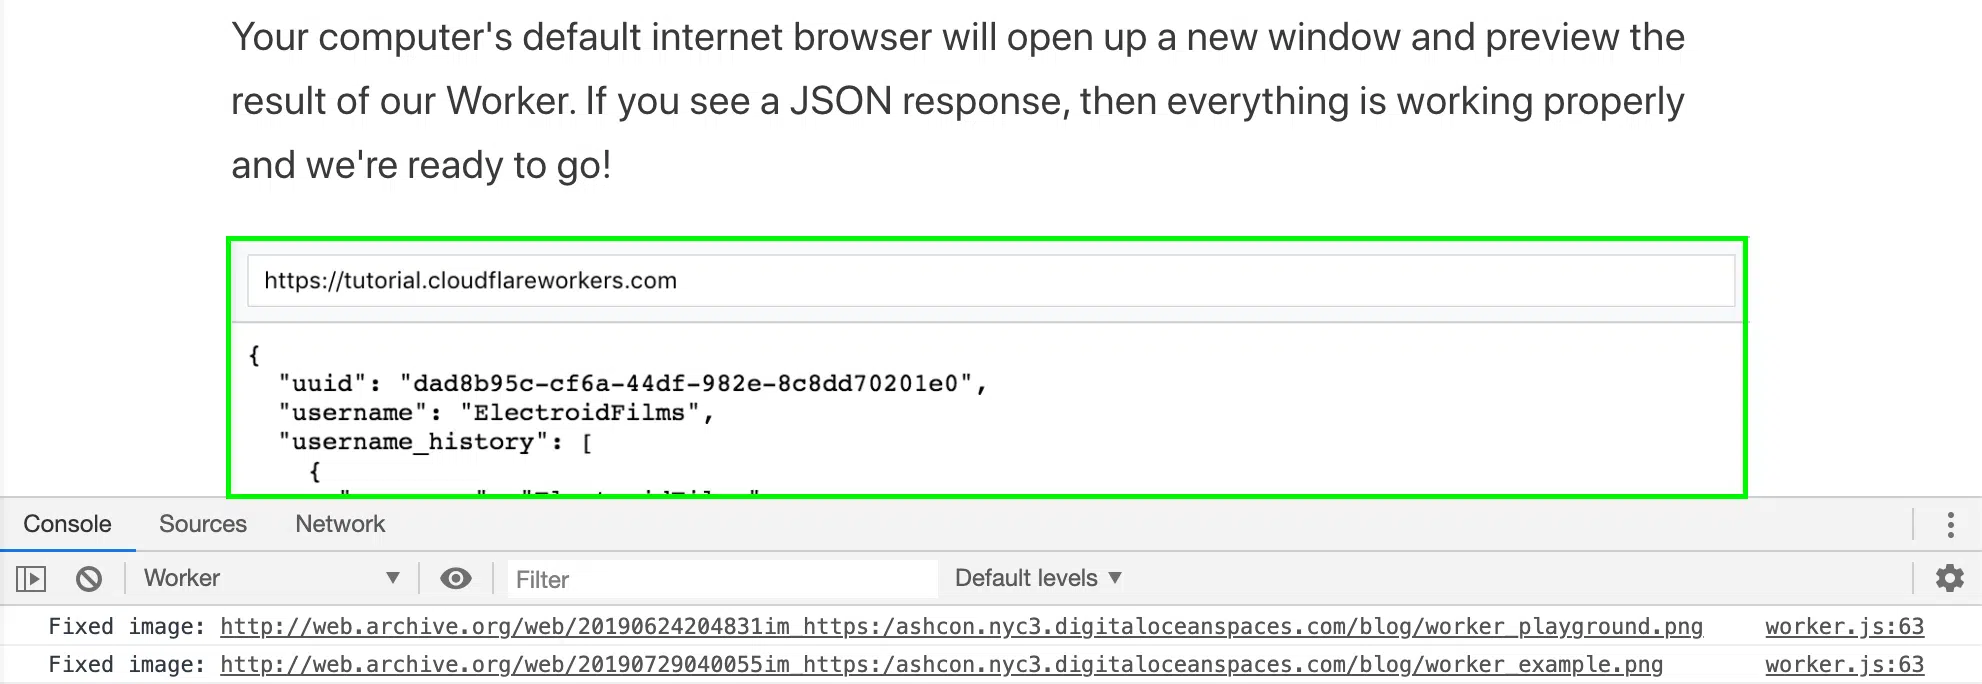 Your computer's default internet browser will open up a new window and preview the
result of our Worker. If you see a JSON response, then everything is working properly
and we're ready to go!
https://tutorial.cloudflareworkers.com
{
"uuid": "dad8b95c-cf6a-44df-982e-8c8dd70201e0",
"username": "ElectroidFilms",
"username_history": [
{
Console Sources Network
Worker ▼ Filter Default levels ▼
Fixed image: http://web.archive.org/web/20190624204831im_https:/ashcon.nyc3.digitaloceanspaces.com/blog/worker_playground.png worker.js:63
Fixed image: http://web.archive.org/web/20190729040055im_https:/ashcon.nyc3.digitaloceanspaces.com/blog/worker_example.png worker.js:63